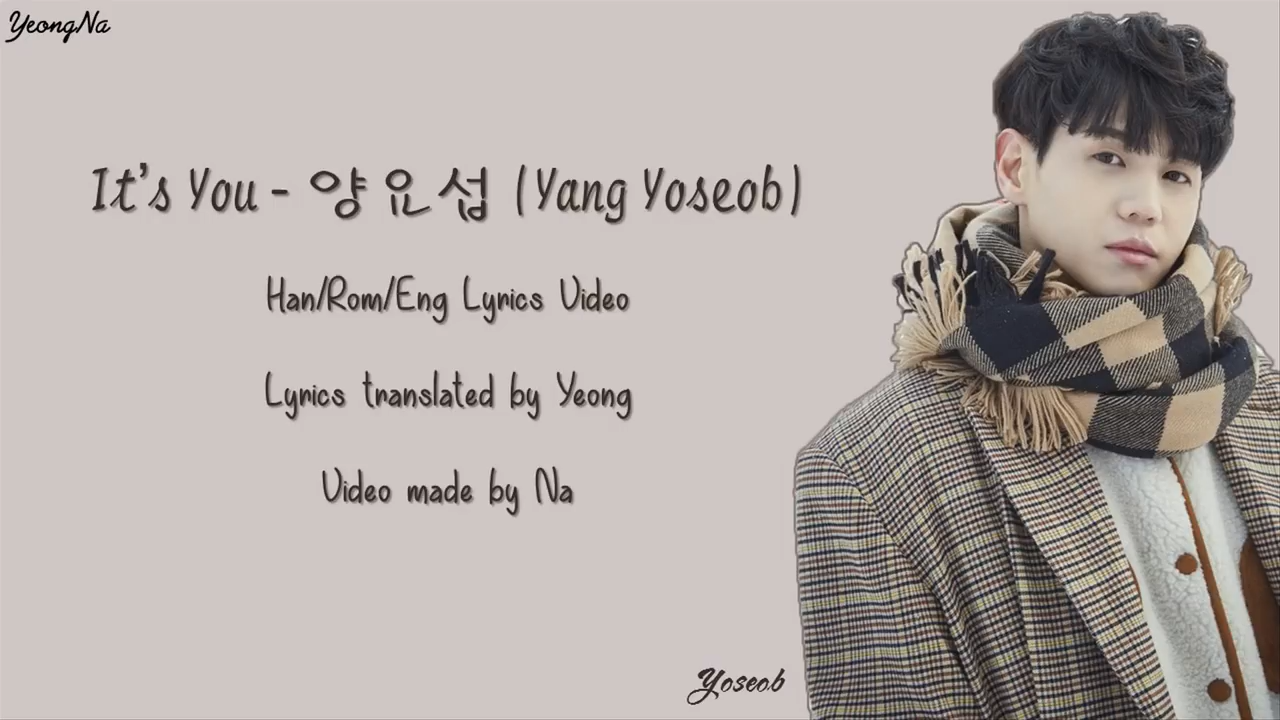 YeongNa
It's You - 양요섭 (Yang Yoseob)
Han/Rom/Eng Lyrics Video
Lyrics translated by Yeong
Video made by Na
Yoseob